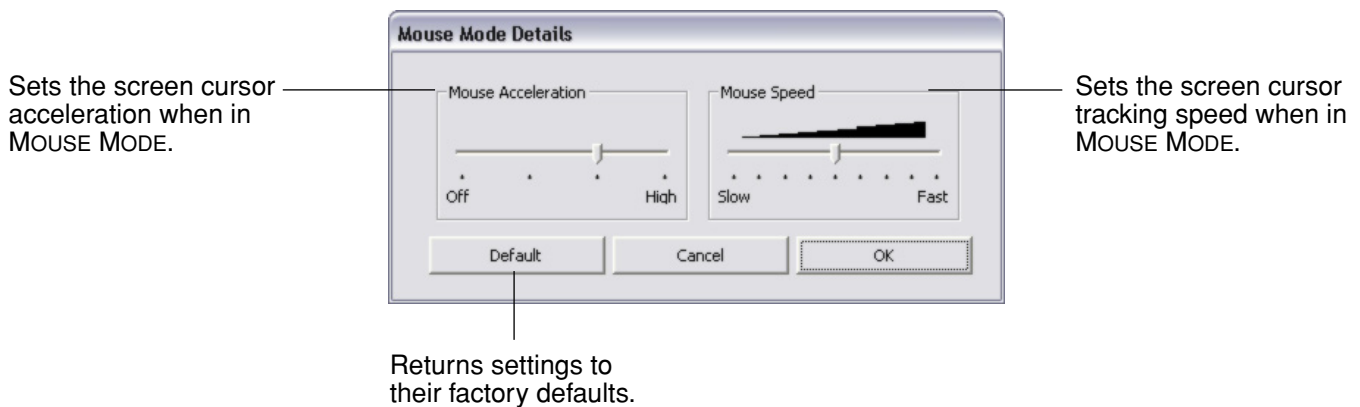 Mouse Mode Details
Sets the screen cursor
acceleration when in
MOUSE MODE.
Mouse Acceleration
Off High
Mouse Speed
Slow Fast
Sets the screen cursor
tracking speed when in
MOUSE MODE.
Default Cancel OK
Returns settings to
their factory defaults.